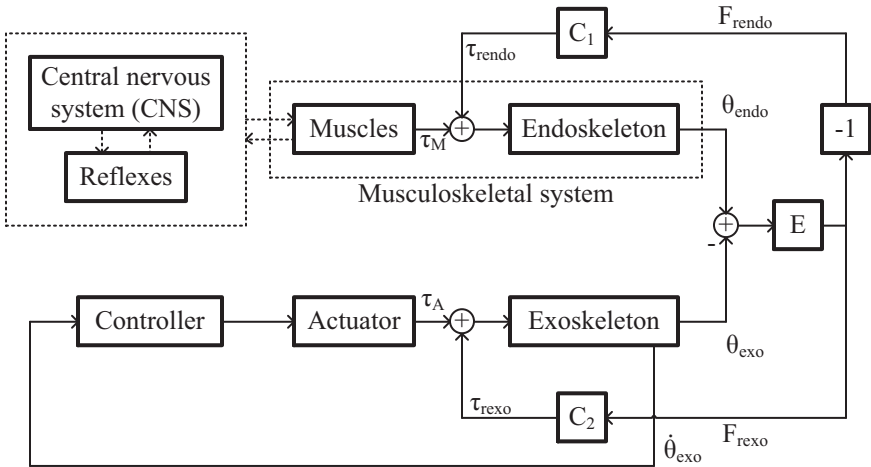 Central nervous
system (CNS)
Reflexes
Muscles
τM
τrendo
C1
Frendo
Endoskeleton
θendo
-1
Musculoskeletal system
-
E
Controller
Actuator
τA
Exoskeleton
θexo
τrexo
C2
Frexo
θ̇exo